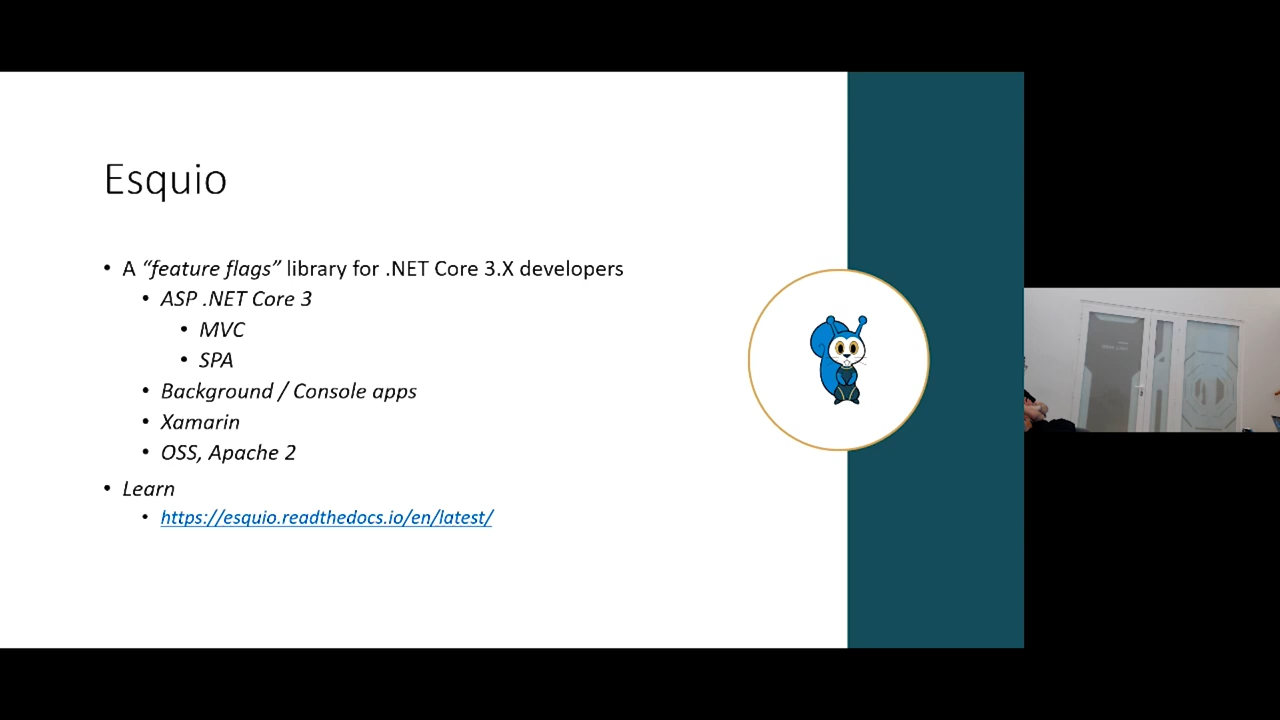 Esquio
• A “feature flags” library for .NET Core 3.X developers
• ASP .NET Core 3
• MVC
• SPA
• Background / Console apps
• Xamarin
• OSS, Apache 2
• Learn
• https://esquio.readthedocs.io/en/latest/